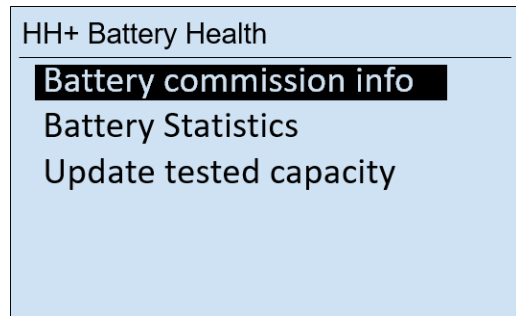 HH+ Battery Health
Battery commission info
Battery Statistics
Update tested capacity